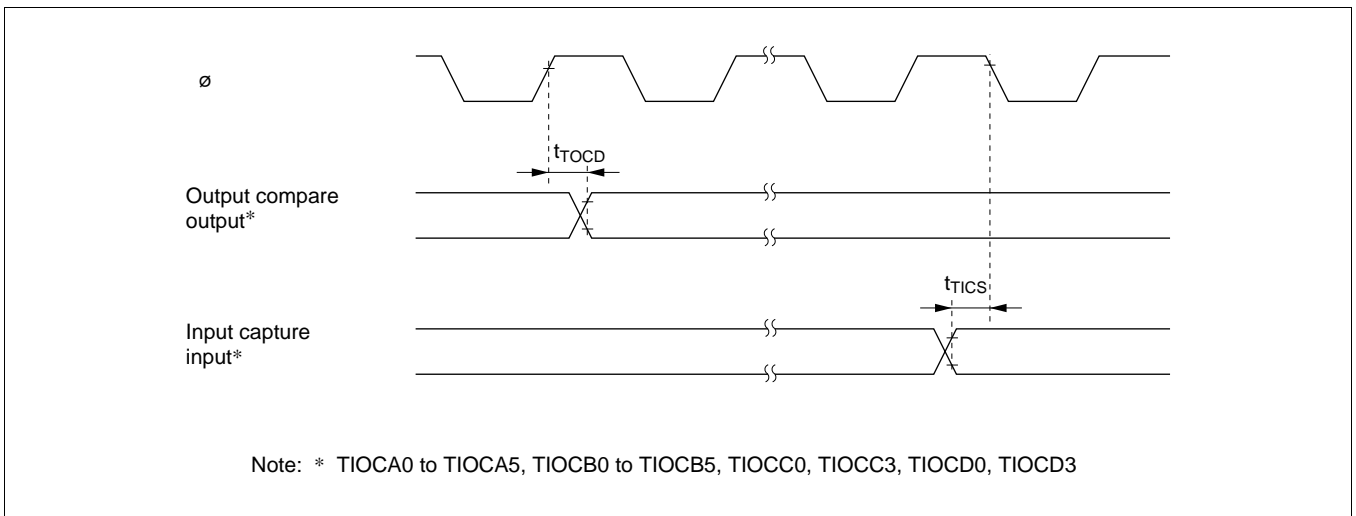 ø
tTOCD
Output compare
output*
tTICS
Input capture
input*
Note: * TIOCA0 to TIOCA5, TIOCB0 to TIOCB5, TIOCC0, TIOCC3, TIOCD0, TIOCD3